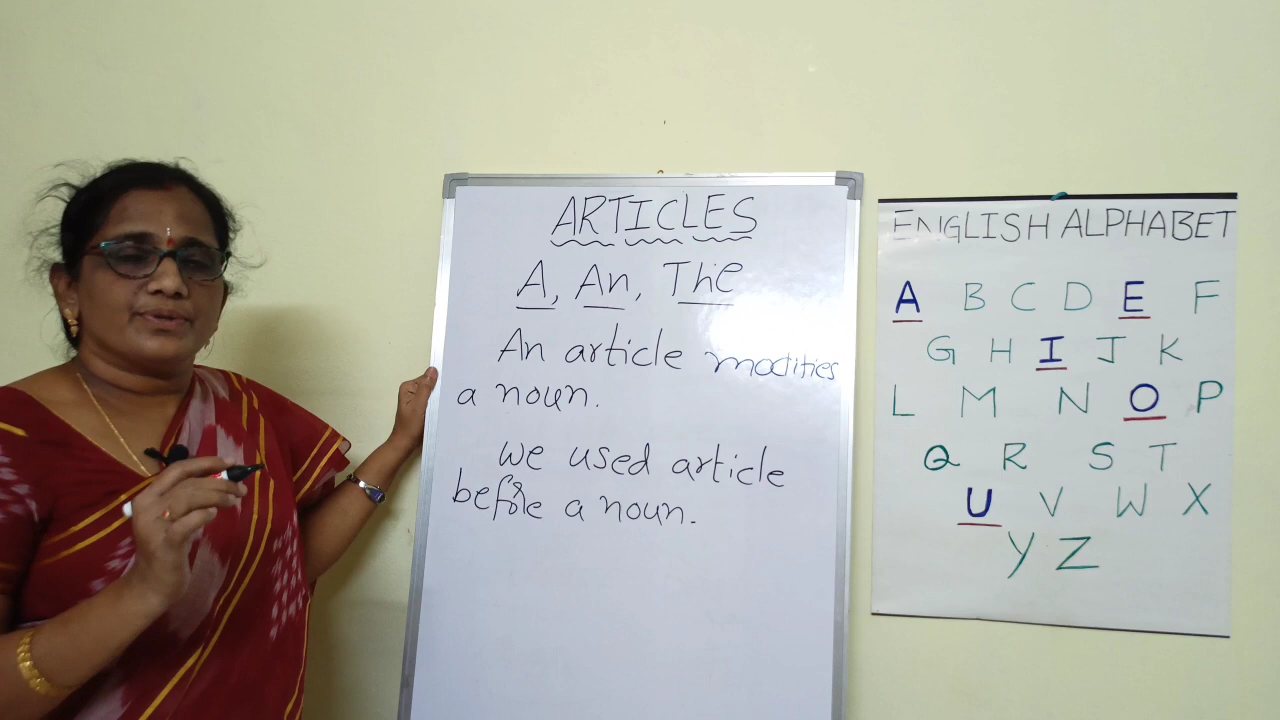 ARTICLES
A, An, The
An article modifies
a noun.
we used article
before a noun.
ENGLISH ALPHABET
A B C D E F
G H I J K
L M N O P
Q R S T
U V W X
Y Z